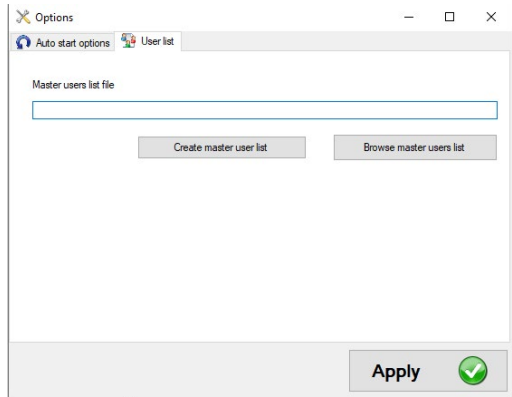 Options
Auto start options User list
Master users list file
Create master user list Browse master users list
Apply